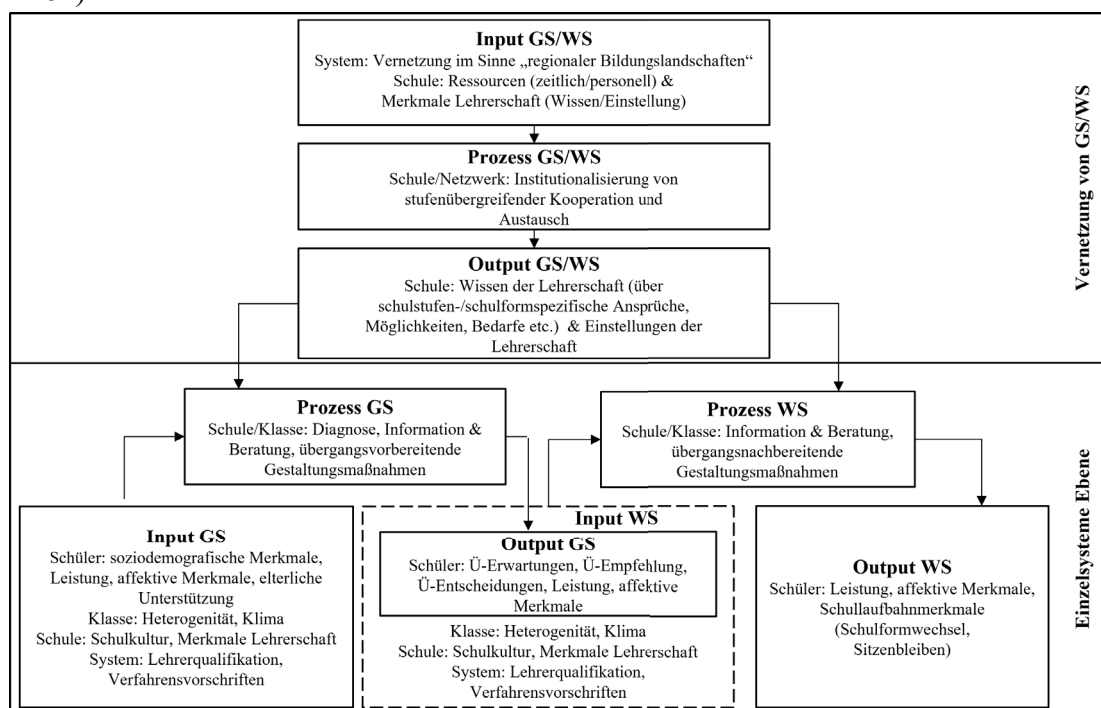 Input GS/WS
System: Vernetzung im Sinne „regionaler Bildungslandschaften“
Schule: Ressourcen (zeitlich/personell) &
Merkmale Lehrerschaft (Wissen/Einstellung)
Prozess GS/WS
Schule/Netzwerk: Institutionalisierung von
stufenübergreifender Kooperation und
Austausch
Output GS/WS
Schule: Wissen der Lehrerschaft (über
schulstufen-/schulformspezifische Ansprüche,
Möglichkeiten, Bedarfe etc.) & Einstellungen der
Lehrerschaft
Vernetzung von GS/WS
Prozess GS
Schule/Klasse: Diagnose, Information &
Beratung, übergangsvorbereitende
Gestaltungsmaßnahmen
Prozess WS
Schule/Klasse: Information & Beratung,
übergangsnachbereitende
Gestaltungsmaßnahmen
Input GS
Schüler: soziodemografische Merkmale,
Leistung, affektive Merkmale, elterliche
Unterstützung
Klasse: Heterogenität, Klima
Schule: Schulkultur, Merkmale Lehrerschaft
System: Lehrerqualifikation,
Verfahrensvorschriften
Input WS
Output GS
Schüler: Ü-Erwartungen, Ü-Empfehlung,
Ü-Entscheidungen, Leistung, affektive
Merkmale
Klasse: Heterogenität, Klima
Schule: Schulkultur, Merkmale Lehrerschaft
System: Lehrerqualifikation,
Verfahrensvorschriften
Output WS
Schüler: Leistung, affektive Merkmale,
Schullaufbahnmerkmale
(Schulformwechsel,
Sitzenbleiben)
Einzelsysteme Ebene